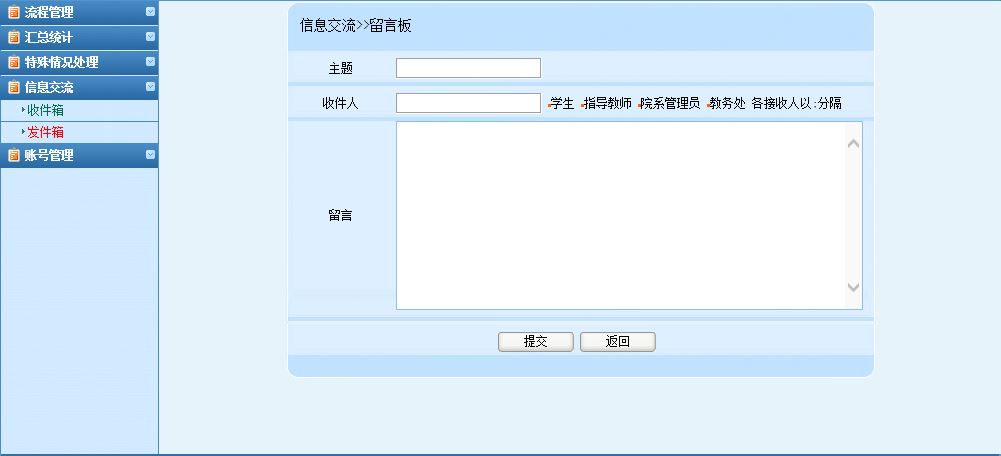 流程管理
汇总统计
特殊情况处理
信息交流
收件箱
发件箱
账号管理
信息交流>>留言板
主题
收件人 学生 指导教师 院系管理员 教务处 各接收人以;分隔
留言
提交 返回